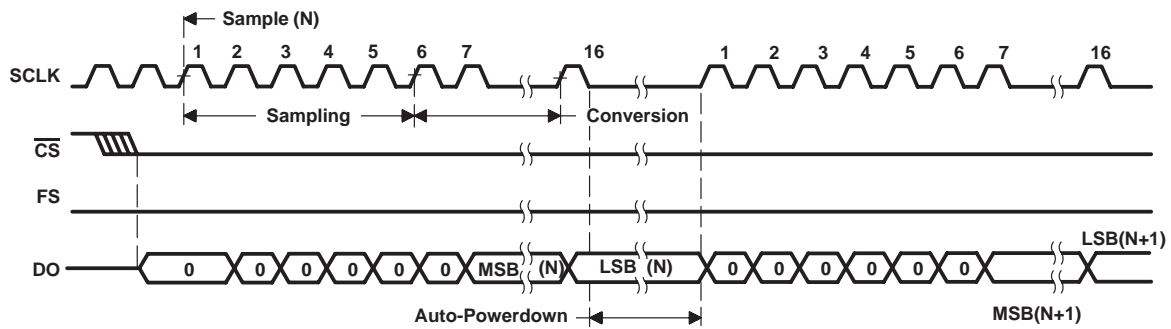 Sample (N)
1 2 3 4 5 6 7 16 1 2 3 4 5 6 7 16
SCLK
Sampling Conversion
CS
FS
LSB(N+1)
DO 0 0 0 0 0 0 MSB (N) LSB (N) 0 0 0 0 0 0
Auto-Powerdown MSB(N+1)